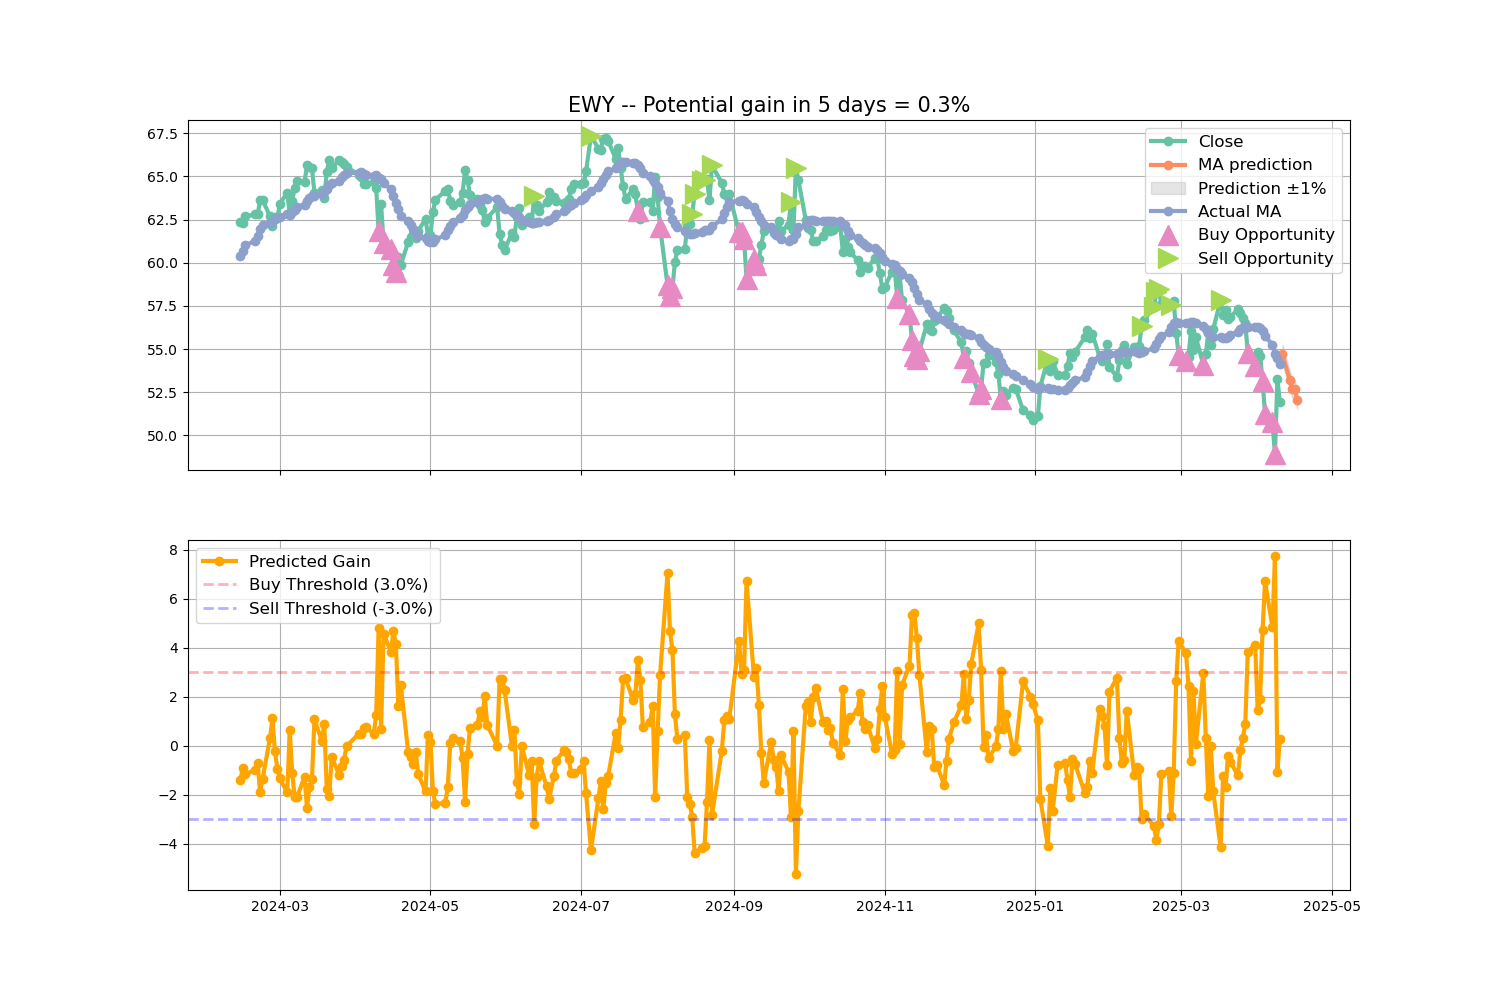 EWY -- Potential gain in 5 days = 0.3%
67.5
65.0
62.5
60.0
57.5
55.0
52.5
50.0
Close
MA prediction
Prediction ±1%
Actual MA
Buy Opportunity
Sell Opportunity
8
6
4
2
0
−2
−4
Predicted Gain
Buy Threshold (3.0%)
Sell Threshold (-3.0%)
2024-03 2024-05 2024-07 2024-09 2024-11 2025-01 2025-03 2025-05